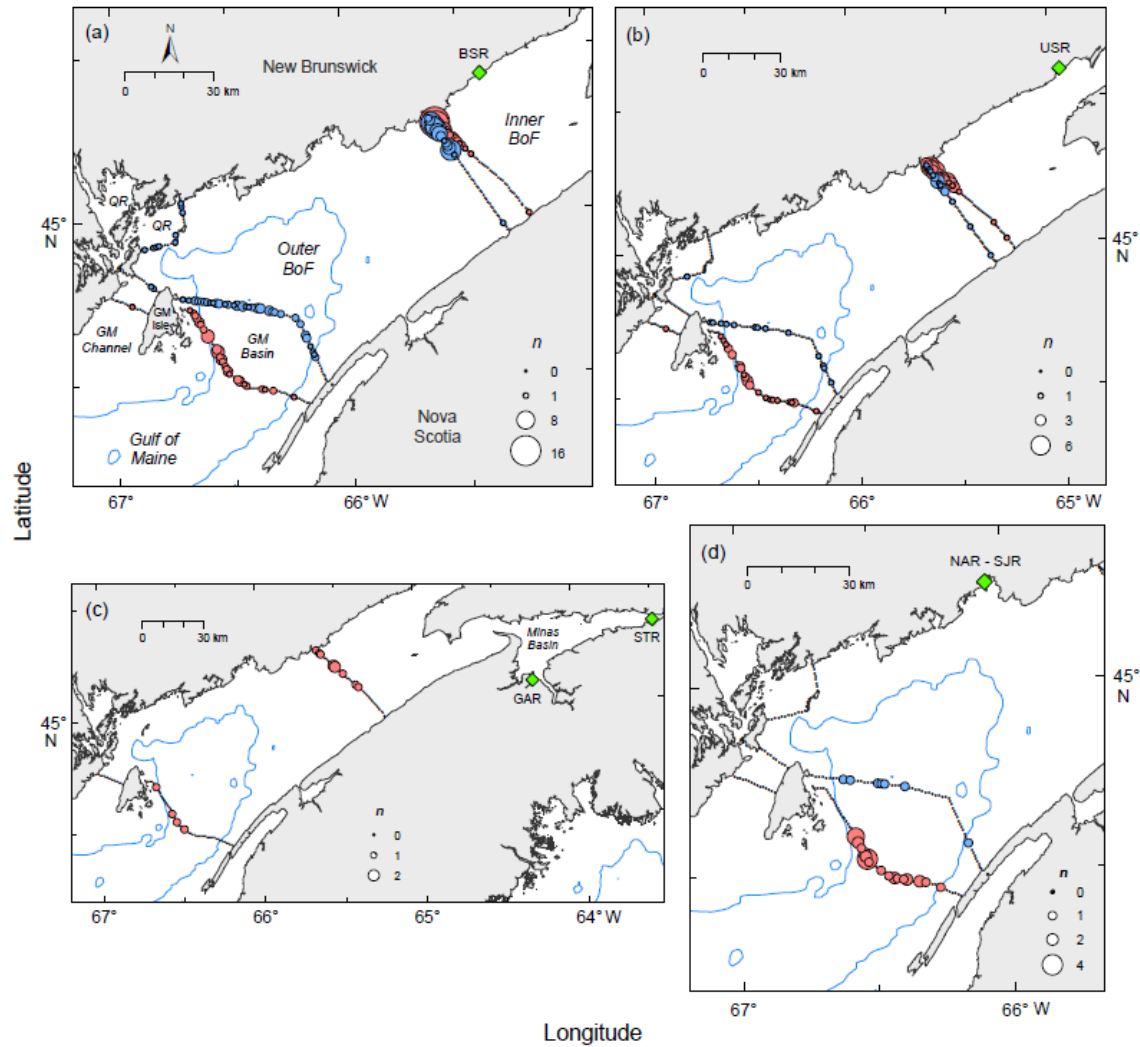 (a)
N
0 30 km
New Brunswick
BSR
Inner
BoF
QR
QR
45°
N
Outer
BoF
GM
Isle
GM
Channel
GM
Basin
n
0
1
8
16
Nova
Scotia
Gulf of
Maine
67°
66° W
(b)
0 30 km
USR
45°
N
n
0
1
3
6
67°
66°
65° W
Latitude
(c)
0 30 km
Minas
Basin
STR
GAR
45°
N
n
0
1
2
67°
66°
65°
64° W
(d)
NAR - SJR
0 30 km
45°
N
n
0
1
2
4
67°
66° W
Longitude